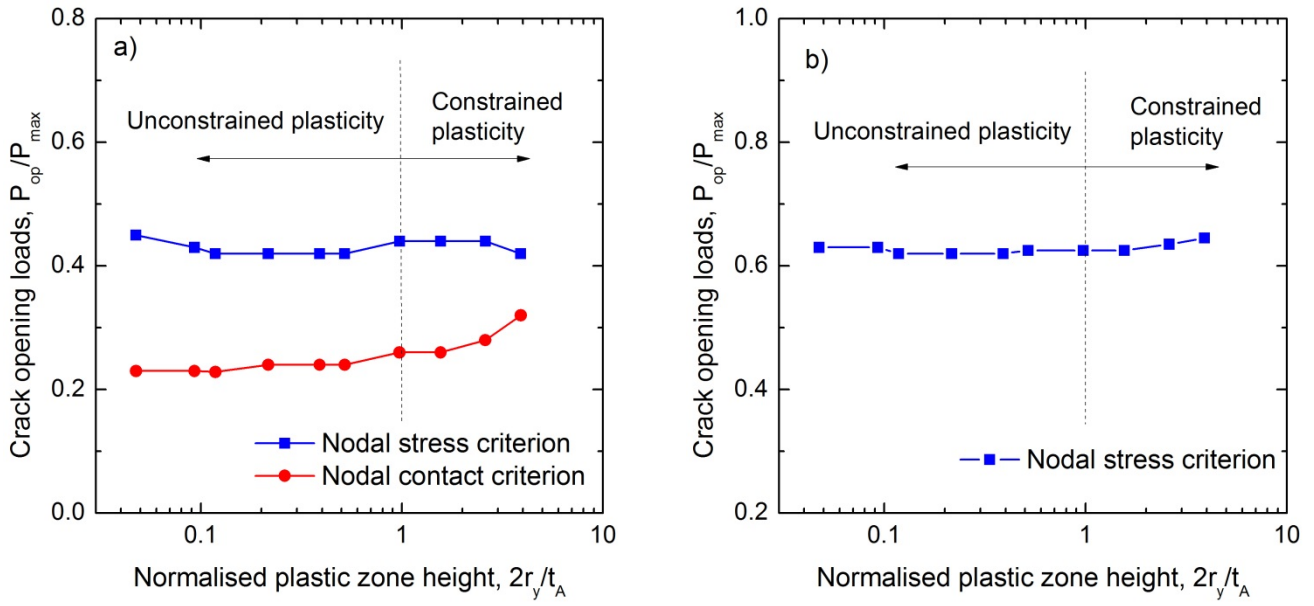 a)
Crack opening loads, P_op/P_max
0.8
0.6
0.4
0.2
0.0
Unconstrained plasticity
Constrained
plasticity
Nodal stress criterion
Nodal contact criterion
0.1
1
10
Normalised plastic zone height, 2r_y/t_A
b)
Crack opening loads, P_op/P_max
1.0
0.8
0.6
0.4
0.2
Unconstrained plasticity
Constrained
plasticity
Nodal stress criterion
0.1
1
10
Normalised plastic zone height, 2r_y/t_A